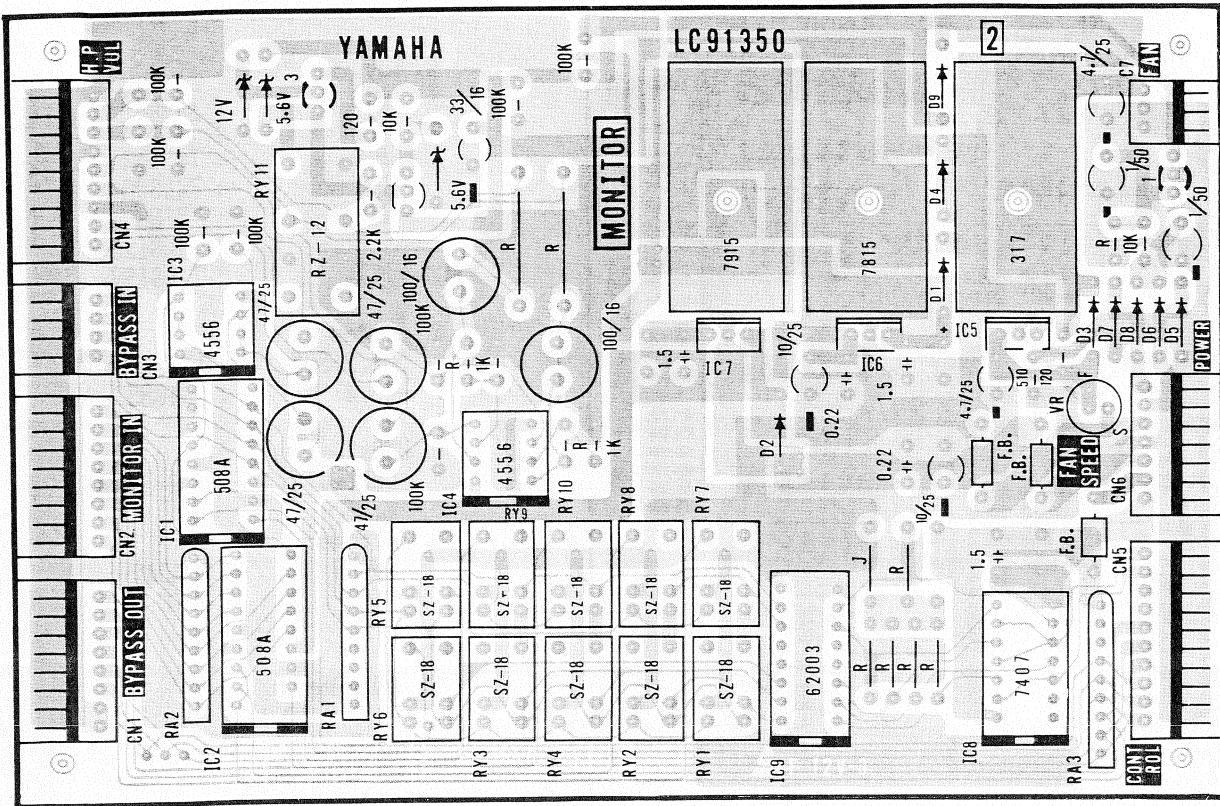 YAMAHA
LC91350
2
H.P VOL
100K
100K
100K
100K
CN4
12V
5.6V
3
120
10K
33/16
100K
100K
5.6V
RY11
RZ-12
2.2K
R
R
MONITOR
7915
7815
317
D9
D4
D1
+
4.7/25
C7
FAN
1/50
1/50
R
10K
IC3
4556
47/25
47/25
100/16
100K
R
1K
100/16
BYPASS IN
CN3
IC7
1.5
10/25
IC6
1.5
IC5
D3
D7
D8
D6
D5
POWER
4.7/25
510
120
F
VR
S
FAN SPEED
CN6
MONITOR IN
CN2
IC1
508A
47/25
47/25
100K
IC4
4556
R
1K
D2
0.22
0.22
10/25
F.B.
F.B.
F.B.
1.5
CN5
BYPASS OUT
CN1
RA2
IC2
508A
RA1
RY5
RY6
RY9
RY10
RY8
RY7
SZ-18
SZ-18
SZ-18
SZ-18
SZ-18
SZ-18
SZ-18
SZ-18
SZ-18
SZ-18
RY3
RY4
RY2
RY1
IC9
62003
J
R
R
R
R
R
IC8
7407
RA3
CONTROL